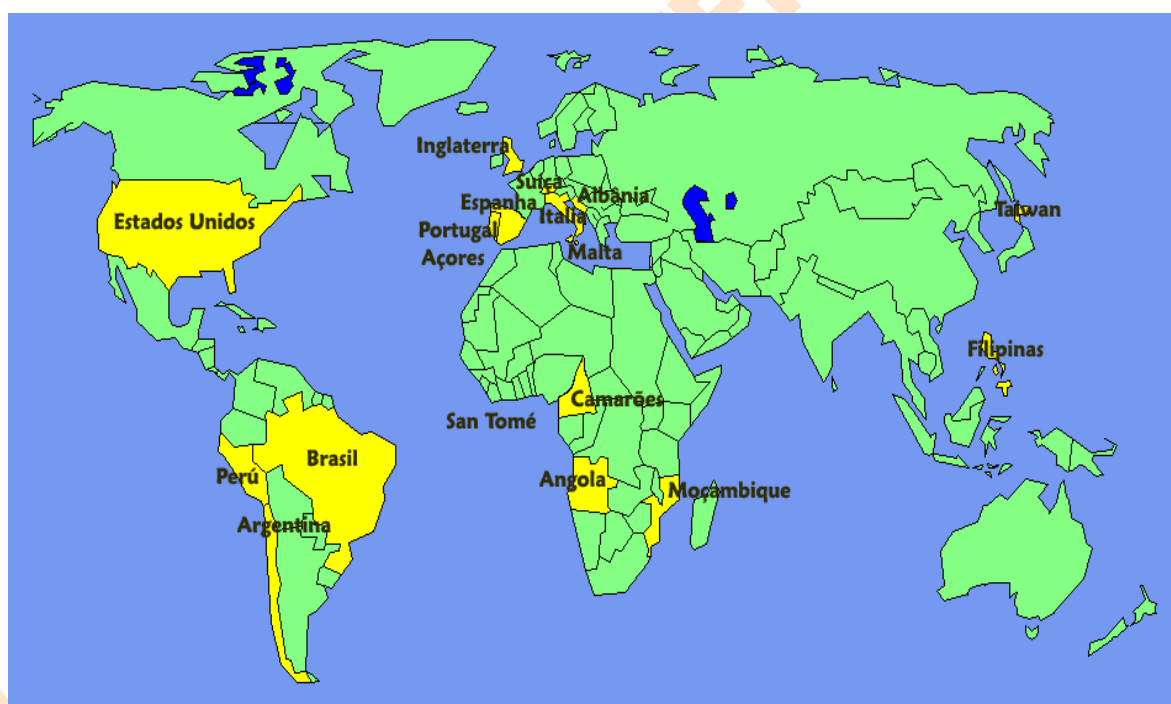 Inglaterra
Suiça
Albânia
Espanha
Italia
Portugal
Açores
Malta
Estados Unidos
Taiwan
Filipinas
Camarões
San Tomé
Brasil
Perú
Angola
Moçambique
Argentina